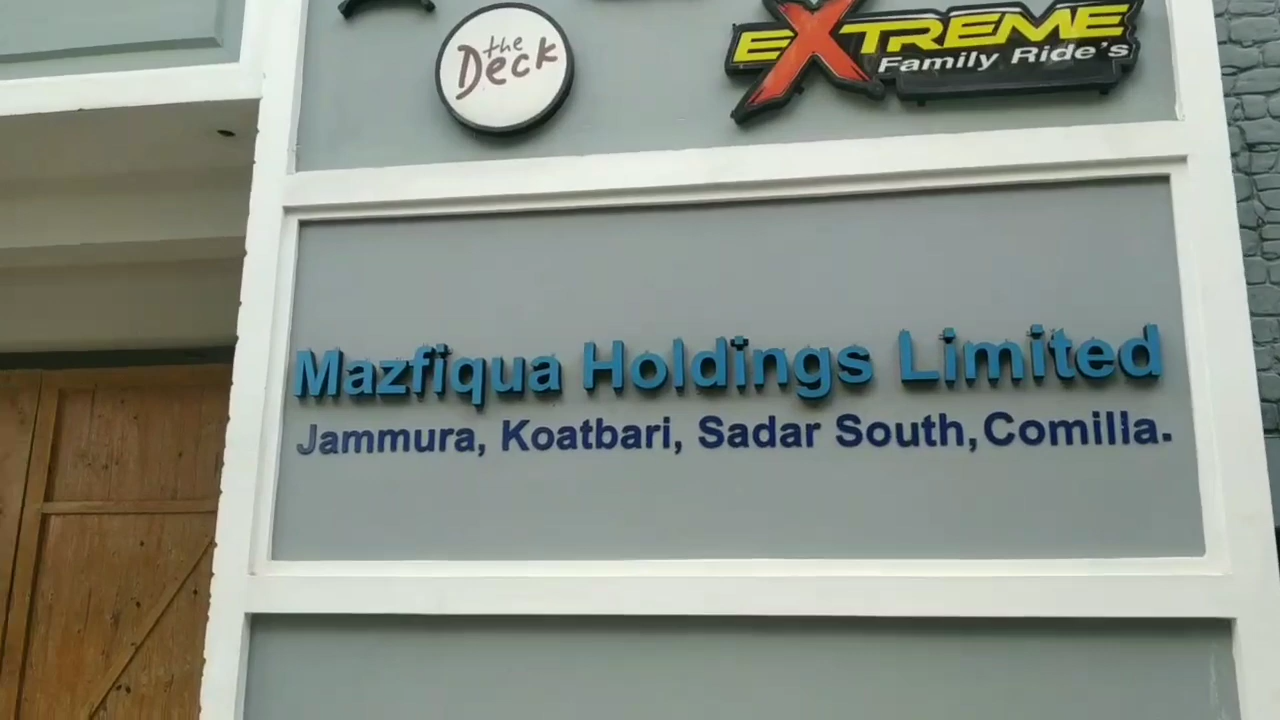 the
Deck
EXTREME
Family Ride's
Mazfiqua Holdings Limited
Jammura, Koatbari, Sadar South, Comilla.